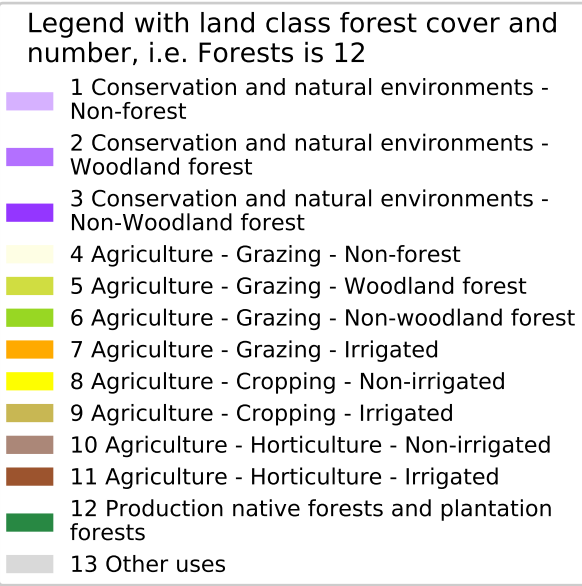 Legend with land class forest cover and
number, i.e. Forests is 12
1 Conservation and natural environments -
Non-forest
2 Conservation and natural environments -
Woodland forest
3 Conservation and natural environments -
Non-Woodland forest
4 Agriculture - Grazing - Non-forest
5 Agriculture - Grazing - Woodland forest
6 Agriculture - Grazing - Non-woodland forest
7 Agriculture - Grazing - Irrigated
8 Agriculture - Cropping - Non-irrigated
9 Agriculture - Cropping - Irrigated
10 Agriculture - Horticulture - Non-irrigated
11 Agriculture - Horticulture - Irrigated
12 Production native forests and plantation
forests
13 Other uses